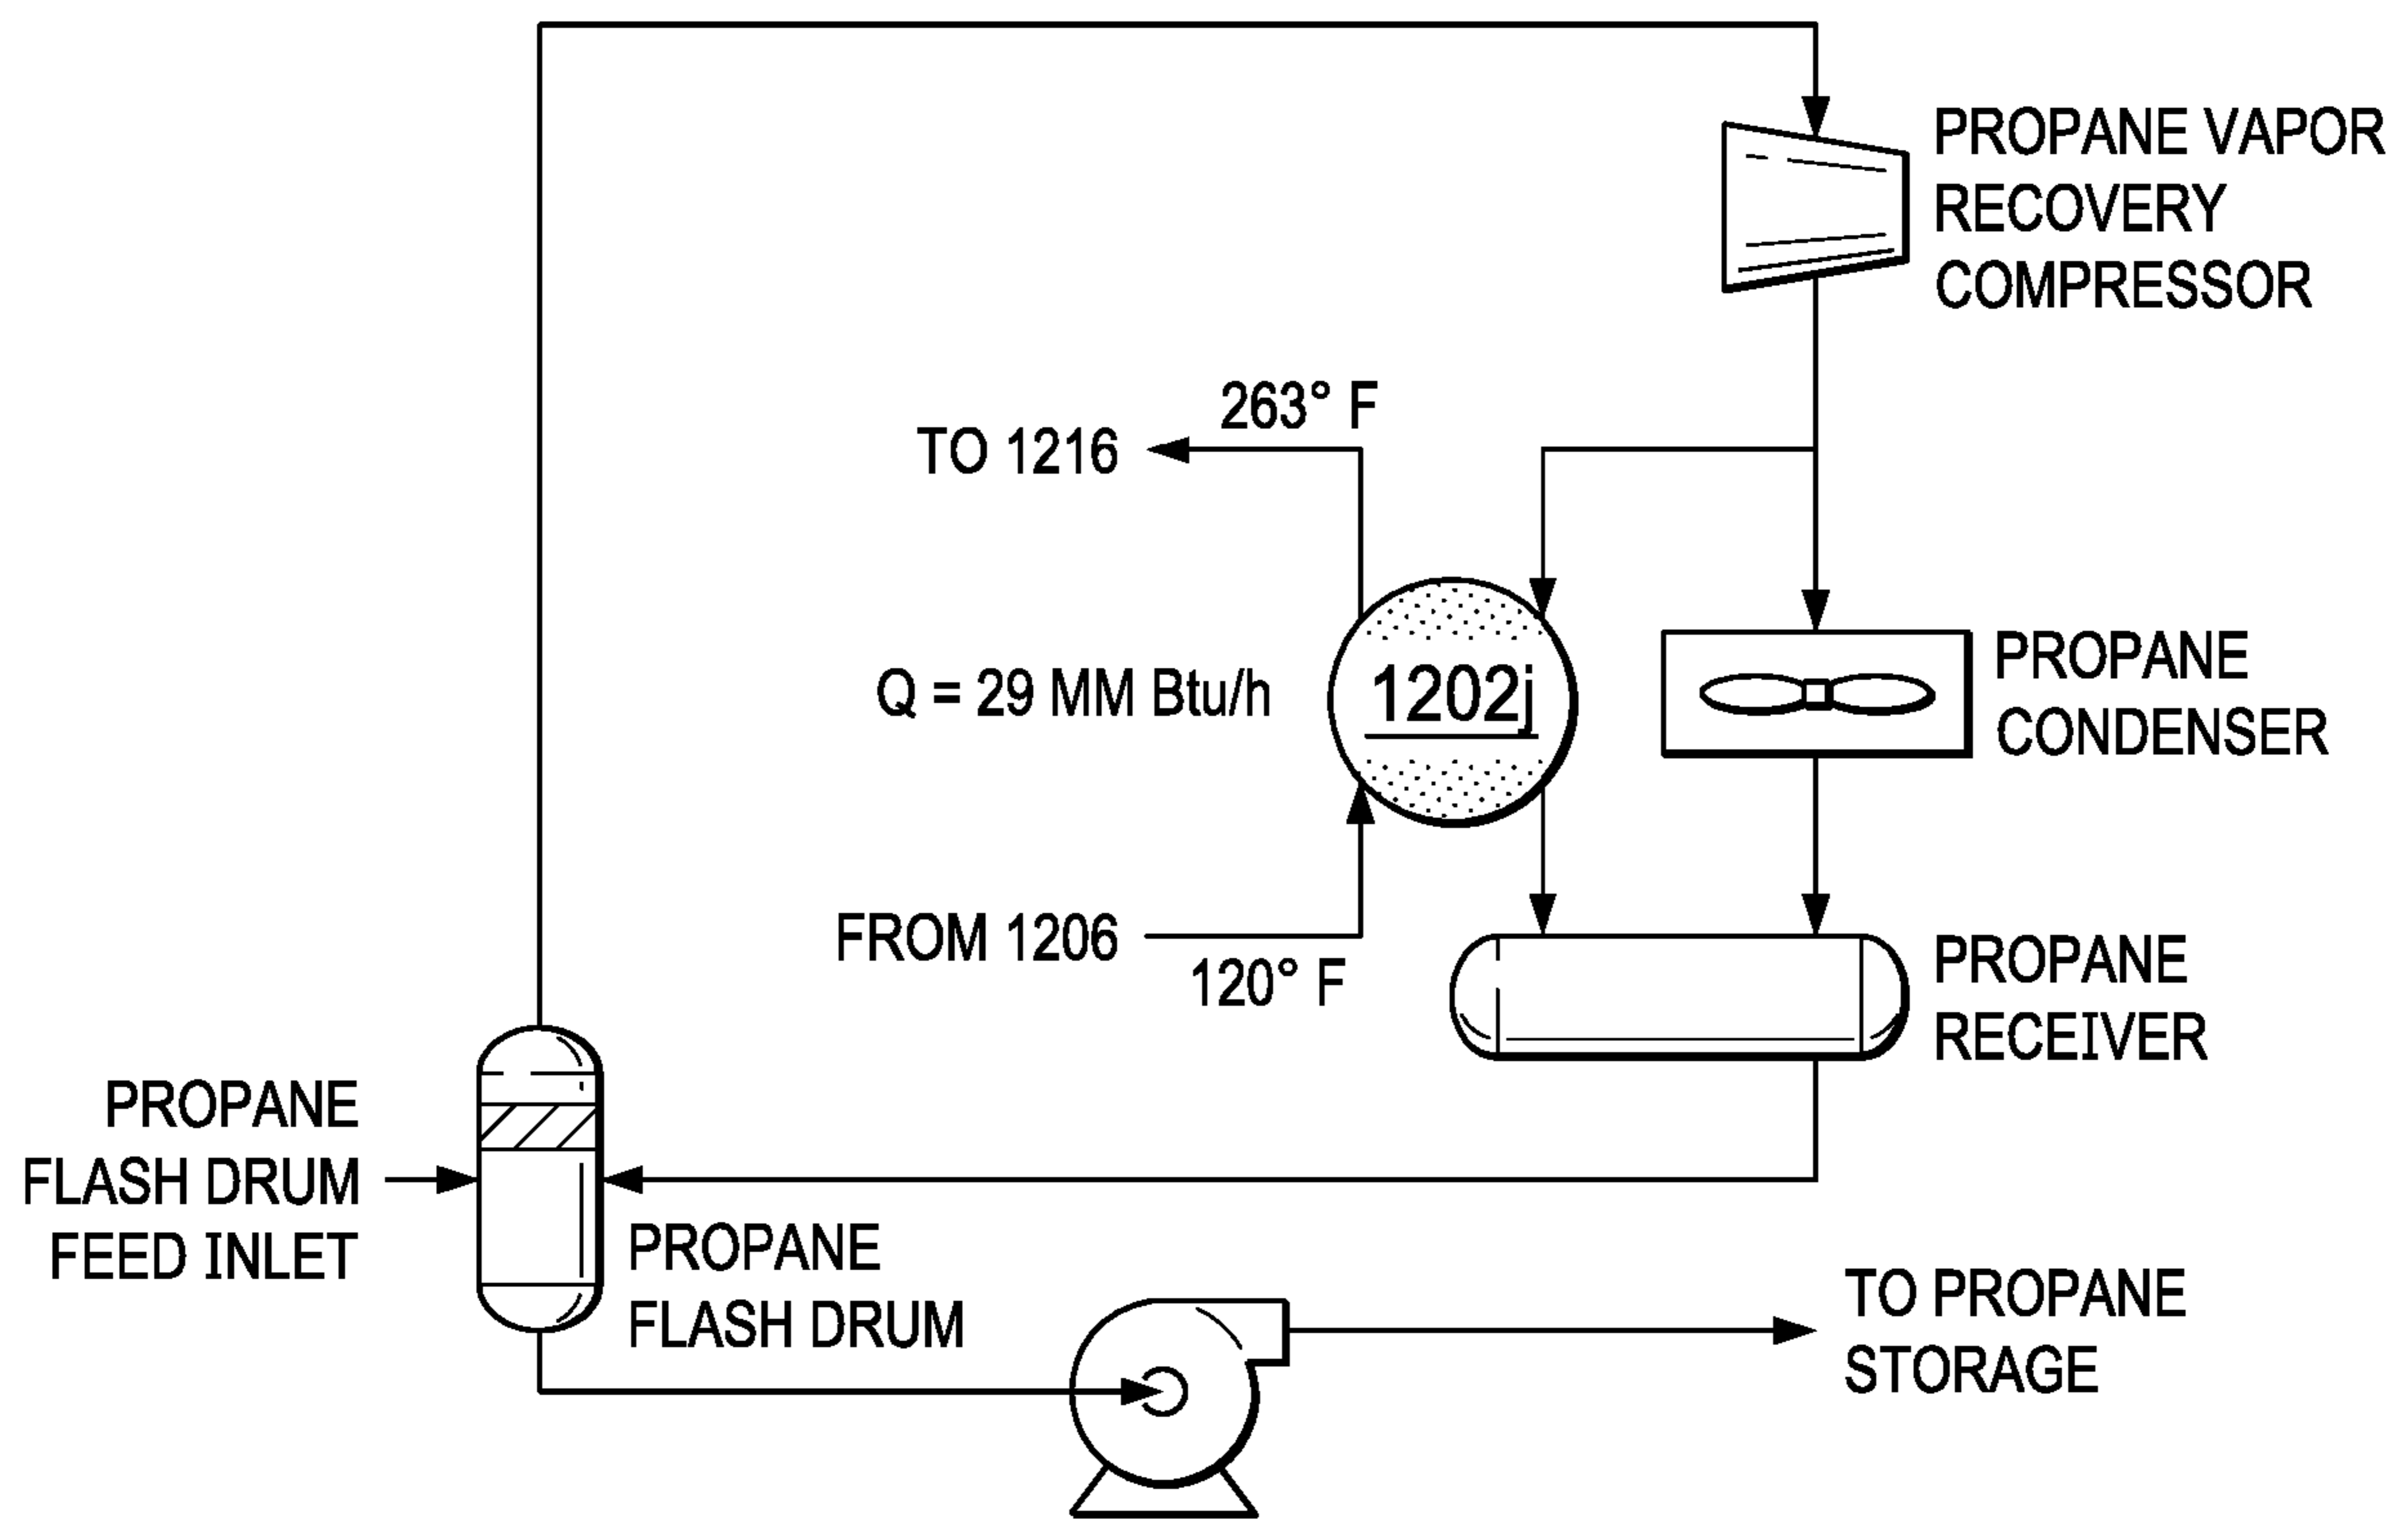 PROPANE VAPOR
RECOVERY
COMPRESSOR
263° F
TO 1216
Q = 29 MM Btu/h
1202j
PROPANE
CONDENSER
FROM 1206
120° F
PROPANE
RECEIVER
PROPANE
FLASH DRUM
FEED INLET
PROPANE
FLASH DRUM
TO PROPANE
STORAGE